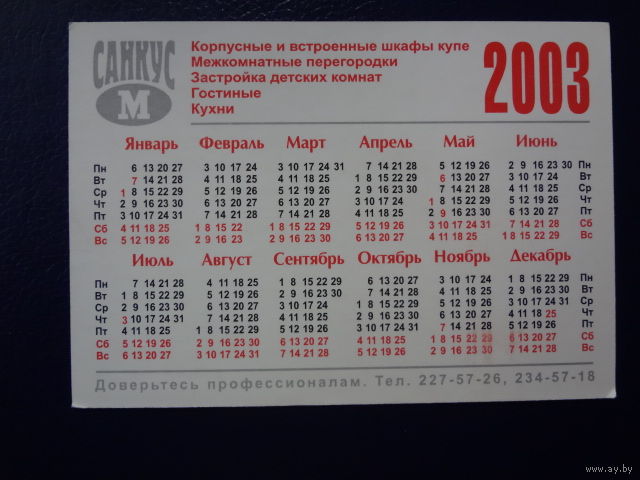 САНКУС
М
Корпусные и встроенные шкафы купе
Межкомнатные перегородки
Застройка детских комнат
Гостиные
Кухни
2003
Январь Февраль Март Апрель Май Июнь
Пн 6 13 20 27 3 10 17 24 3 10 17 24 31 7 14 21 28 5 12 19 26 2 9 16 23 30 Пн
Вт 7 14 21 28 4 11 18 25 4 11 18 25 1 8 15 22 29 6 13 20 27 3 10 17 24 Вт
Ср 1 8 15 22 29 5 12 19 26 5 12 19 26 2 9 16 23 30 7 14 21 28 4 11 18 25 Ср
Чт 2 9 16 23 30 6 13 20 27 6 13 20 27 3 10 17 24 1 8 15 22 29 5 12 19 26 Чт
Пт 3 10 17 24 31 7 14 21 28 7 14 21 28 4 11 18 25 2 9 16 23 30 6 13 20 27 Пт
Сб 4 11 18 25 1 8 15 22 1 8 15 22 29 5 12 19 26 3 10 17 24 31 7 14 21 28 Сб
Вс 5 12 19 26 2 9 16 23 2 9 16 23 30 6 13 20 27 4 11 18 25 1 8 15 22 29 Вс
Июль Август Сентябрь Октябрь Ноябрь Декабрь
Пн 7 14 21 28 4 11 18 25 1 8 15 22 29 6 13 20 27 3 10 17 24 1 8 15 22 29 Пн
Вт 1 8 15 22 29 5 12 19 26 2 9 16 23 30 7 14 21 28 4 11 18 25 2 9 16 23 30 Вт
Ср 2 9 16 23 30 6 13 20 27 3 10 17 24 1 8 15 22 29 5 12 19 26 3 10 17 24 31 Ср
Чт 3 10 17 24 31 7 14 21 28 4 11 18 25 2 9 16 23 30 6 13 20 27 4 11 18 25 Чт
Пт 4 11 18 25 1 8 15 22 29 5 12 19 26 3 10 17 24 31 7 14 21 28 5 12 19 26 Пт
Сб 5 12 19 26 2 9 16 23 30 6 13 20 27 4 11 18 25 1 8 15 22 29 6 13 20 27 Сб
Вс 6 13 20 27 3 10 17 24 31 7 14 21 28 5 12 19 26 2 9 16 23 30 7 14 21 28 Вс
Доверьтесь профессионалам. Тел. 227-57-26, 234-57-18
www.ay.by